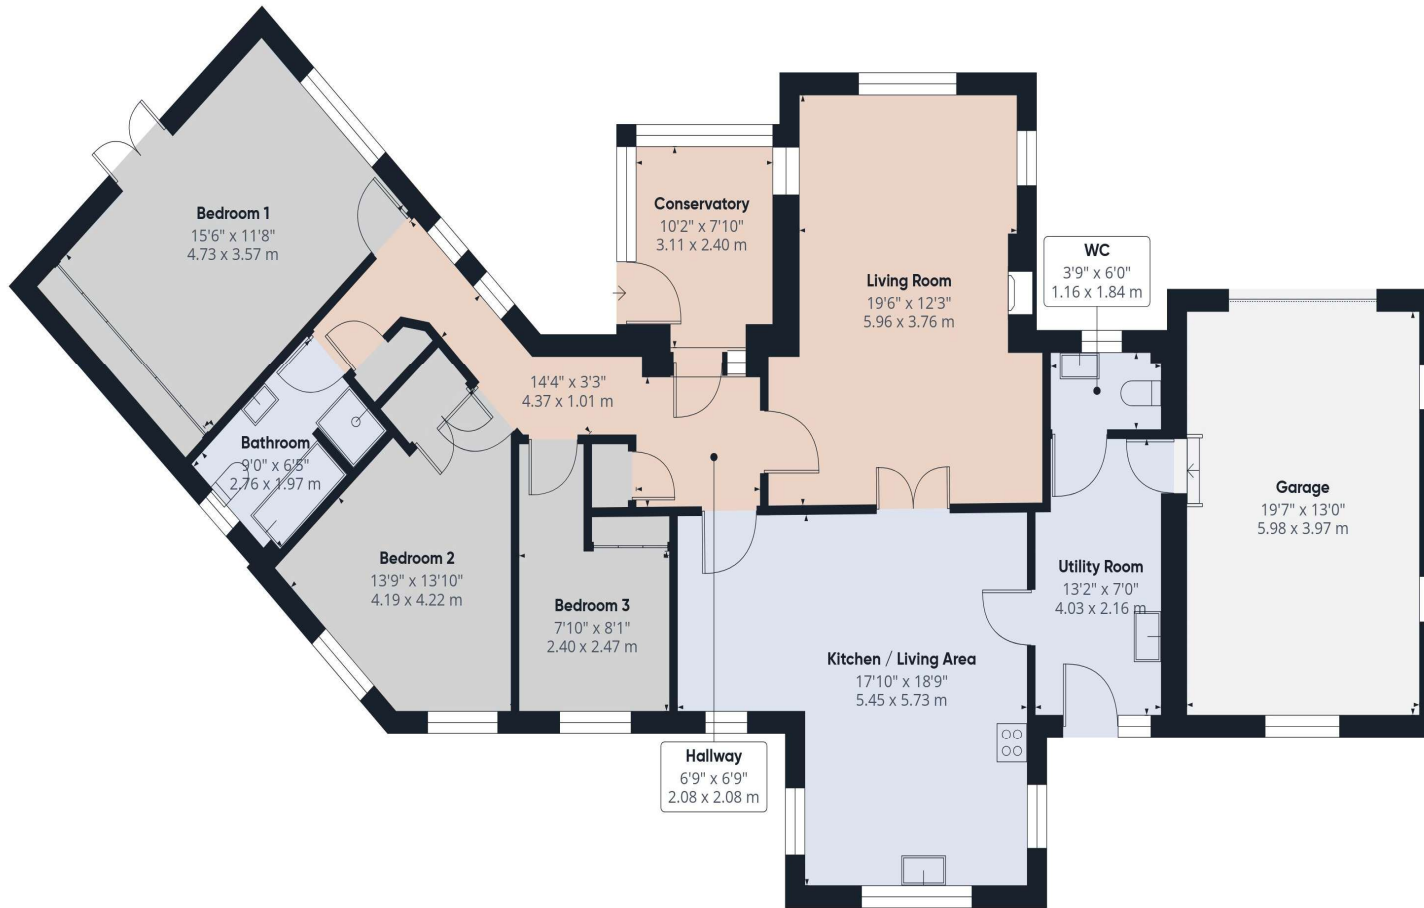 Bedroom 1
15'6" x 11'8"
4.73 x 3.57 m
Conservatory
10'2" x 7'10"
3.11 x 2.40 m
Living Room
19'6" x 12'3"
5.96 x 3.76 m
WC
3'9" x 6'0"
1.16 x 1.84 m
14'4" x 3'3"
4.37 x 1.01 m
Bathroom
9'0" x 6'5"
2.76 x 1.97 m
Garage
19'7" x 13'0"
5.98 x 3.97 m
Bedroom 2
13'9" x 13'10"
4.19 x 4.22 m
Bedroom 3
7'10" x 8'1"
2.40 x 2.47 m
Utility Room
13'2" x 7'0"
4.03 x 2.16 m
Kitchen / Living Area
17'10" x 18'9"
5.45 x 5.73 m
Hallway
6'9" x 6'9"
2.08 x 2.08 m